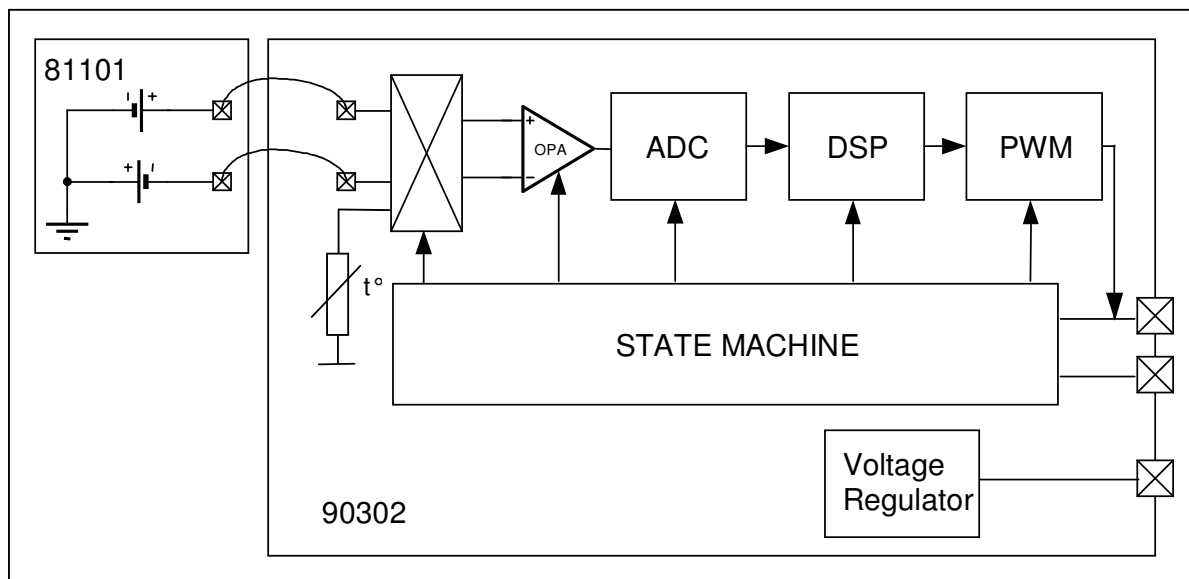 81101
- +
+ -
+
OPA
-
ADC
DSP
PWM
t°
STATE MACHINE
Voltage
Regulator
90302